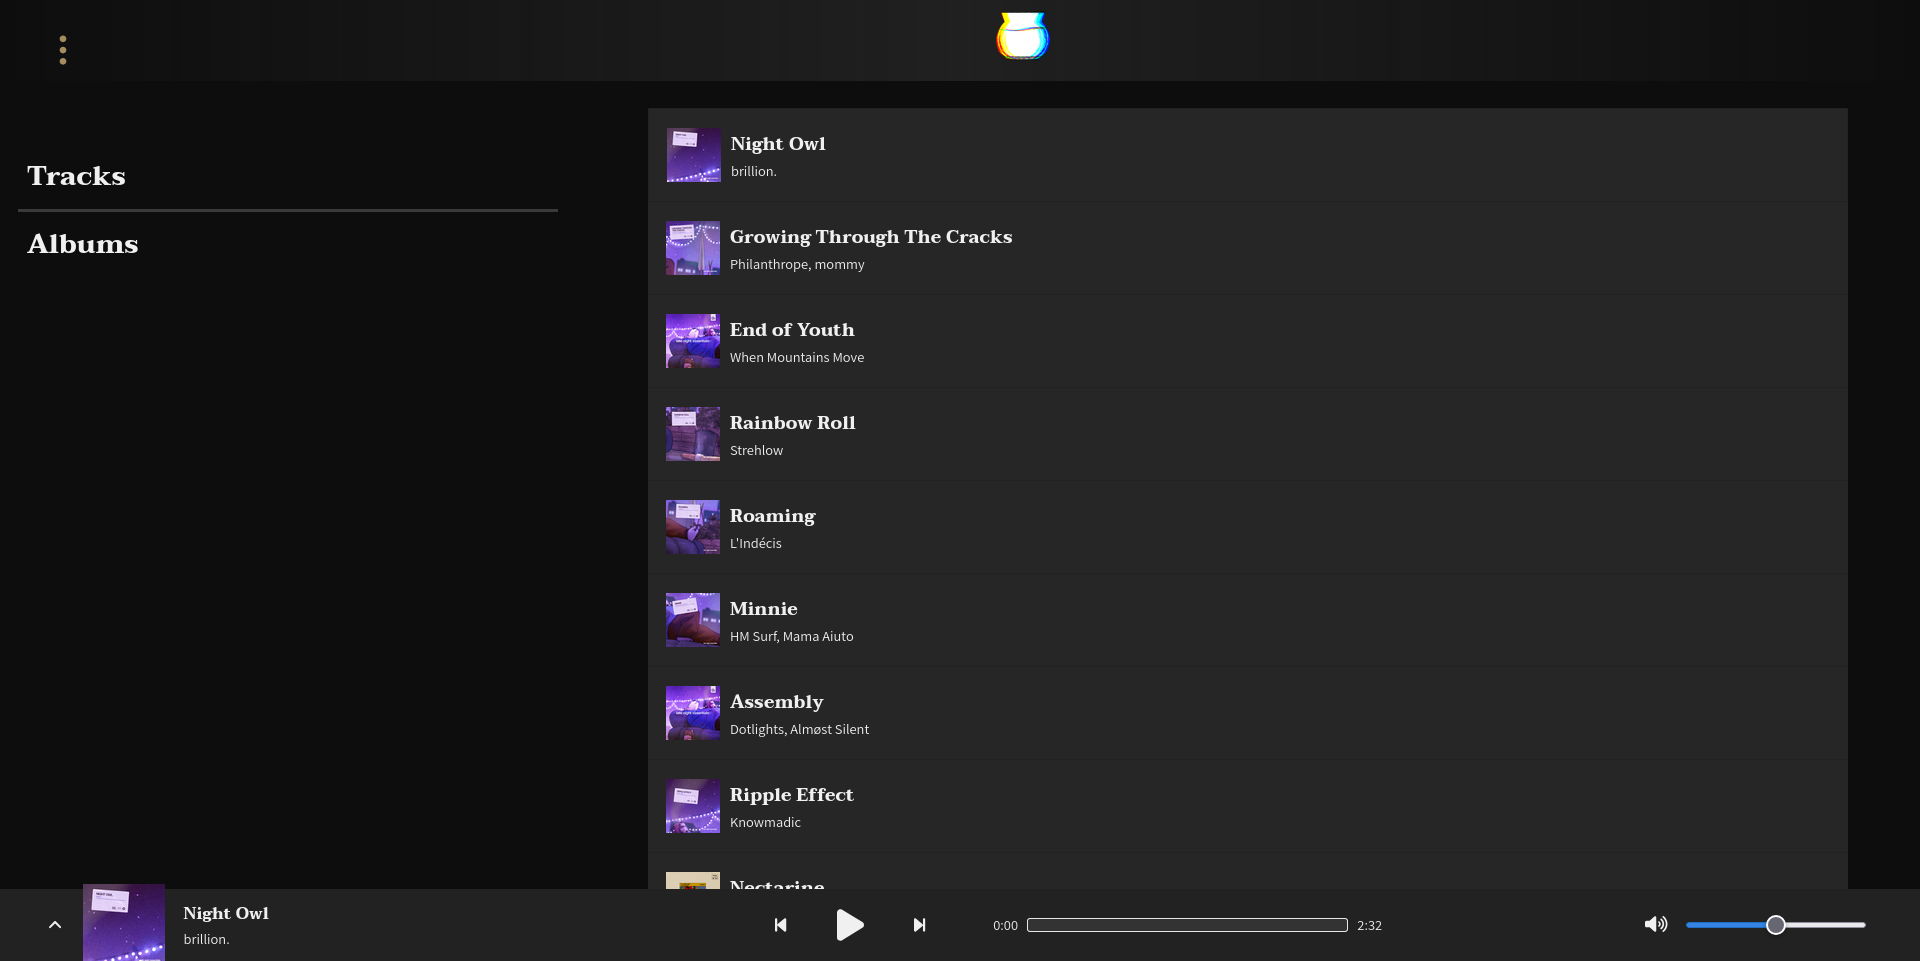 Tracks
Albums
Night Owl
brillion.
Growing Through The Cracks
Philanthrope, mommy
End of Youth
When Mountains Move
Rainbow Roll
Strehlow
Roaming
L'Indécis
Minnie
HM Surf, Mama Aiuto
Assembly
Dotlights, Almøst Silent
Ripple Effect
Knowmadic
Nectarine
Night Owl
brillion.
0:00
2:32